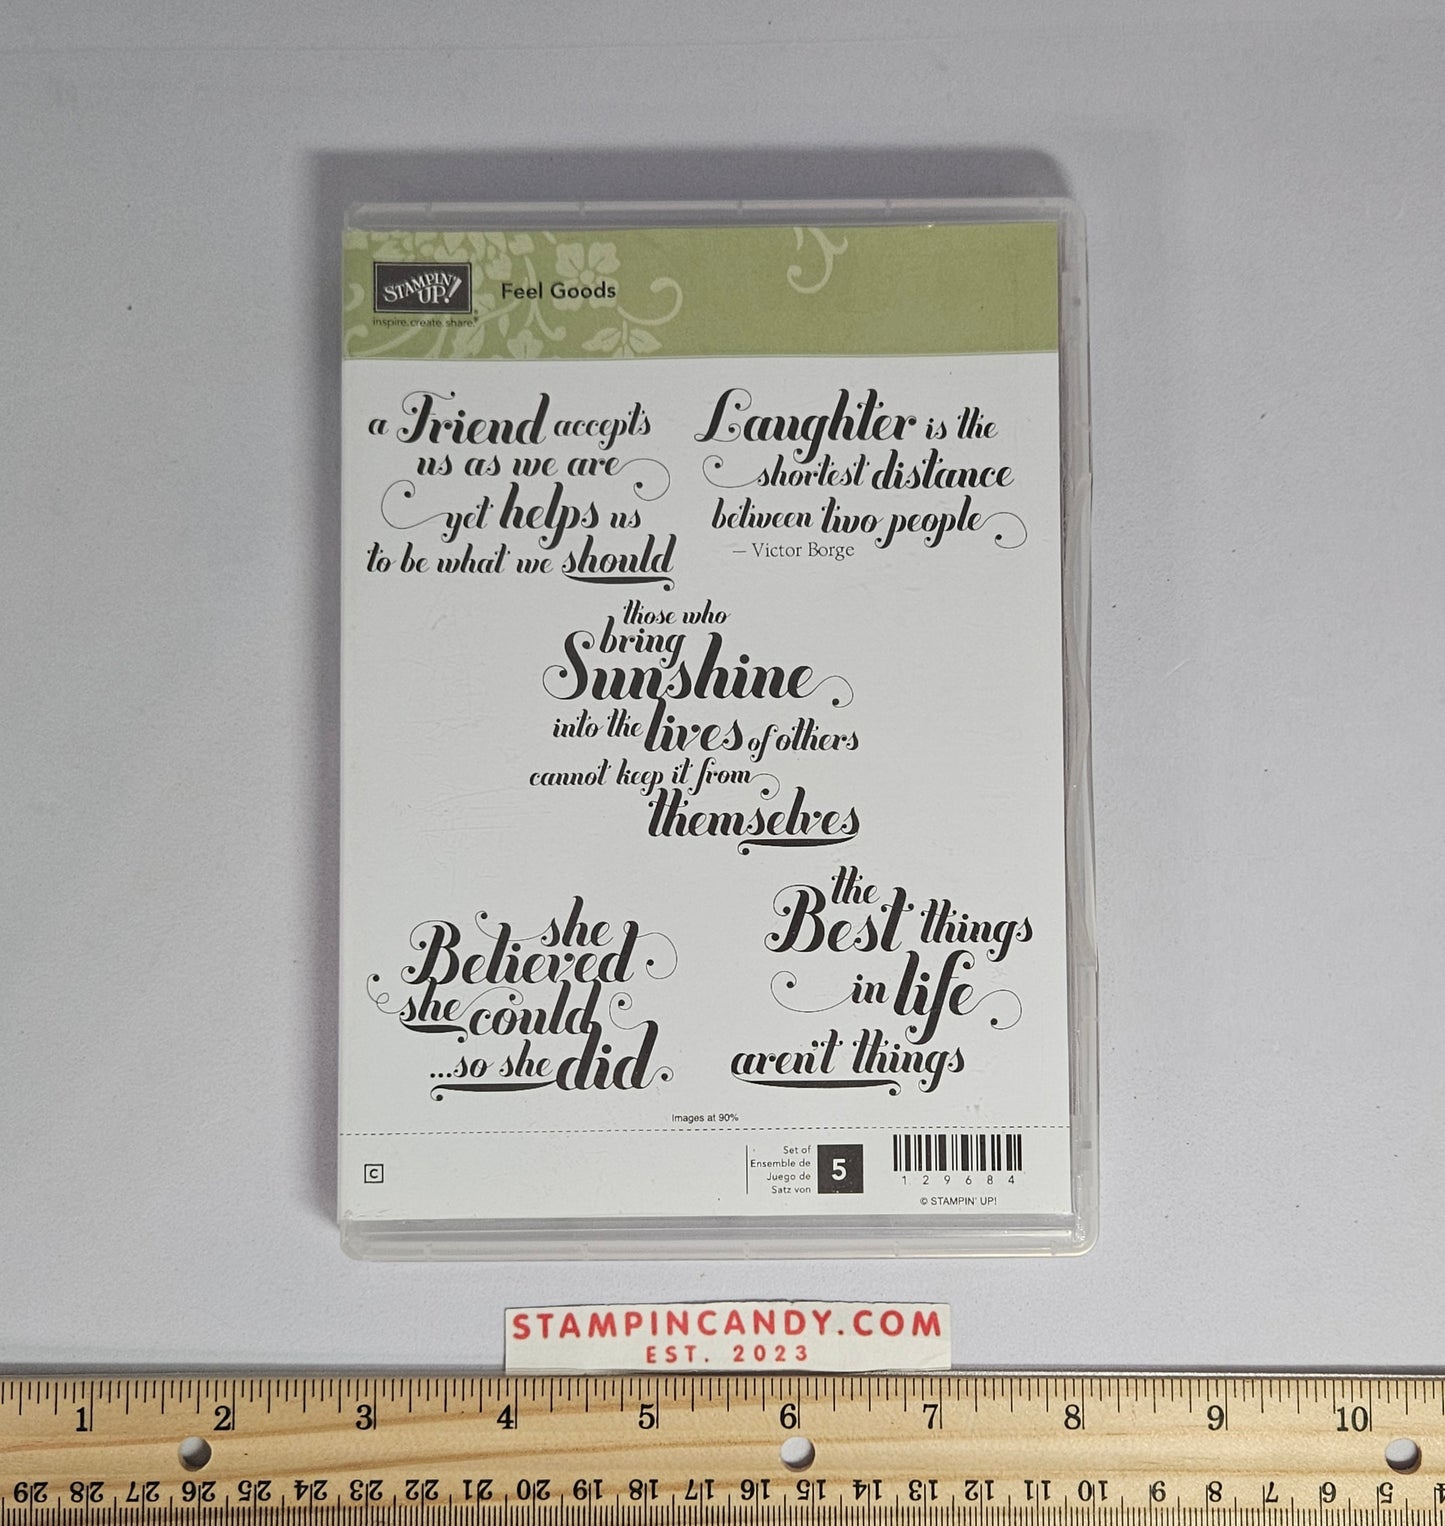 STAMPIN' UP!
inspire. create. share.®
Feel Goods
a Friend accepts
us as we are
yet helps us
to be what we should
Laughter is the
shortest distance
between two people
— Victor Borge
those who
bring
Sunshine
into the lives of others
cannot keep it from
themselves
she
Believed
she could
...so she did
the
Best things
in life
aren't things
Images at 90%
C
Set of
Ensemble de
Juego de
Satz von
5
129684
© STAMPIN' UP!
STAMPINCANDY.COM
EST. 2023
1 2 3 4 5 6 7 8 9 10
29 28 27 26 25 24 23 22 21 20 19 18 17 16 15 14 13 12 11 10 9 8 7 6 5 4